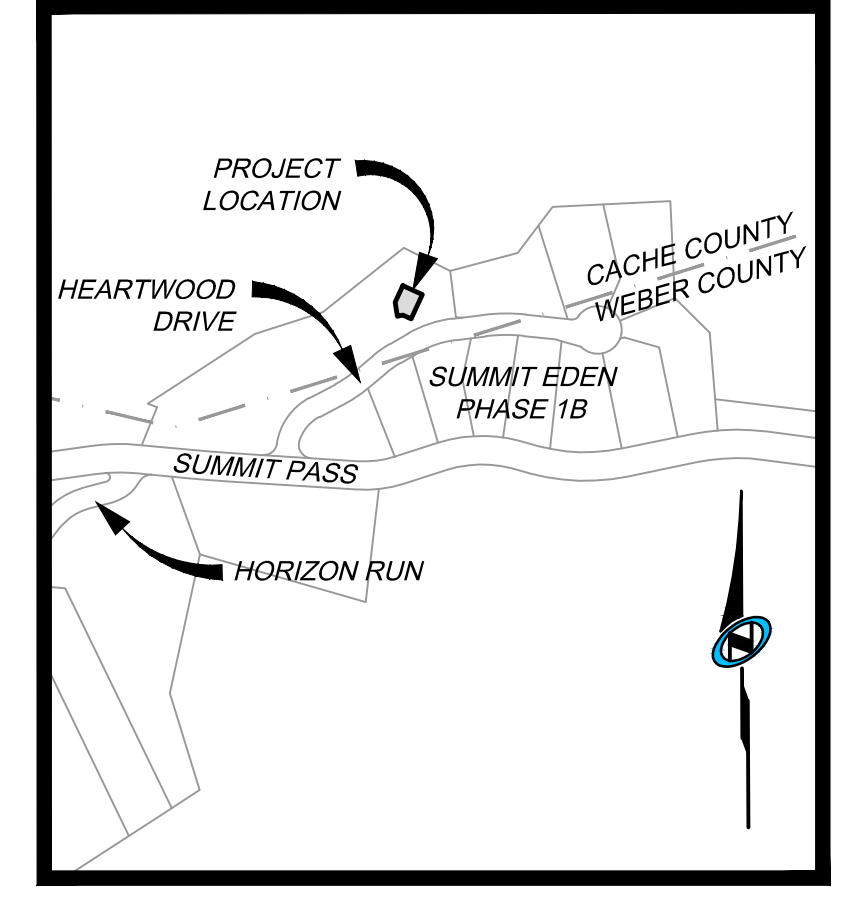 PROJECT
LOCATION
CACHE COUNTY
WEBER COUNTY
HEARTWOOD
DRIVE
SUMMIT EDEN
PHASE 1B
SUMMIT PASS
HORIZON RUN
N